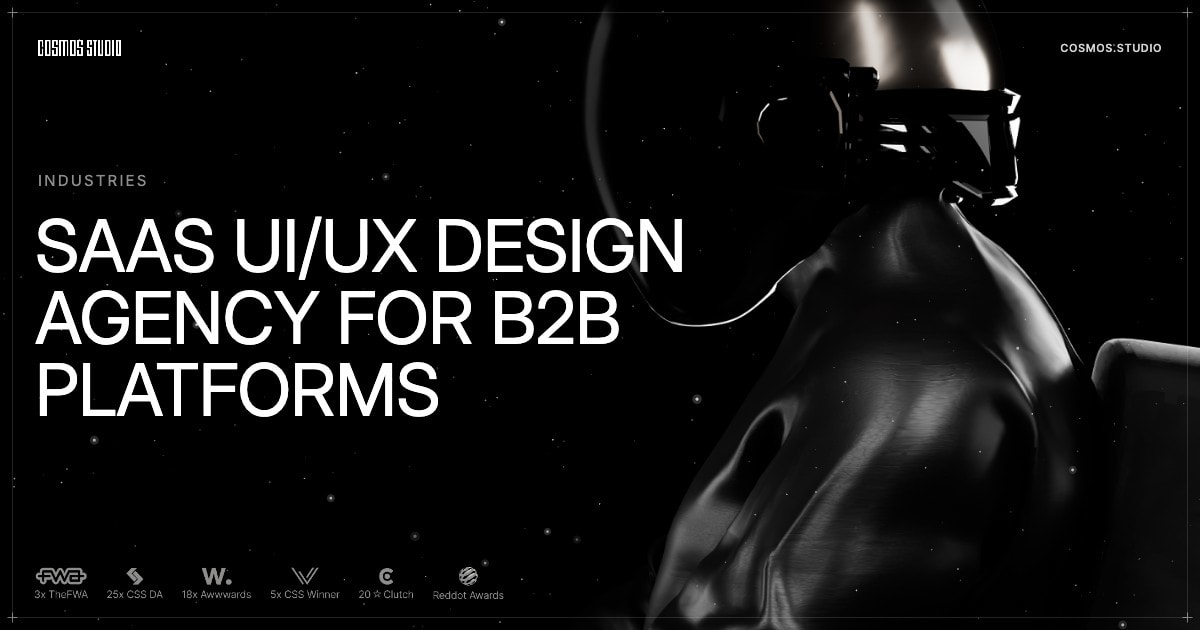 COSMOS STUDIO
COSMOS.STUDIO
INDUSTRIES
SAAS UI/UX DESIGN
AGENCY FOR B2B
PLATFORMS
FWA W. C
3x TheFWA 25x CSS DA 18x Awwwards 5x CSS Winner 20 ☆ Clutch Reddot Awards